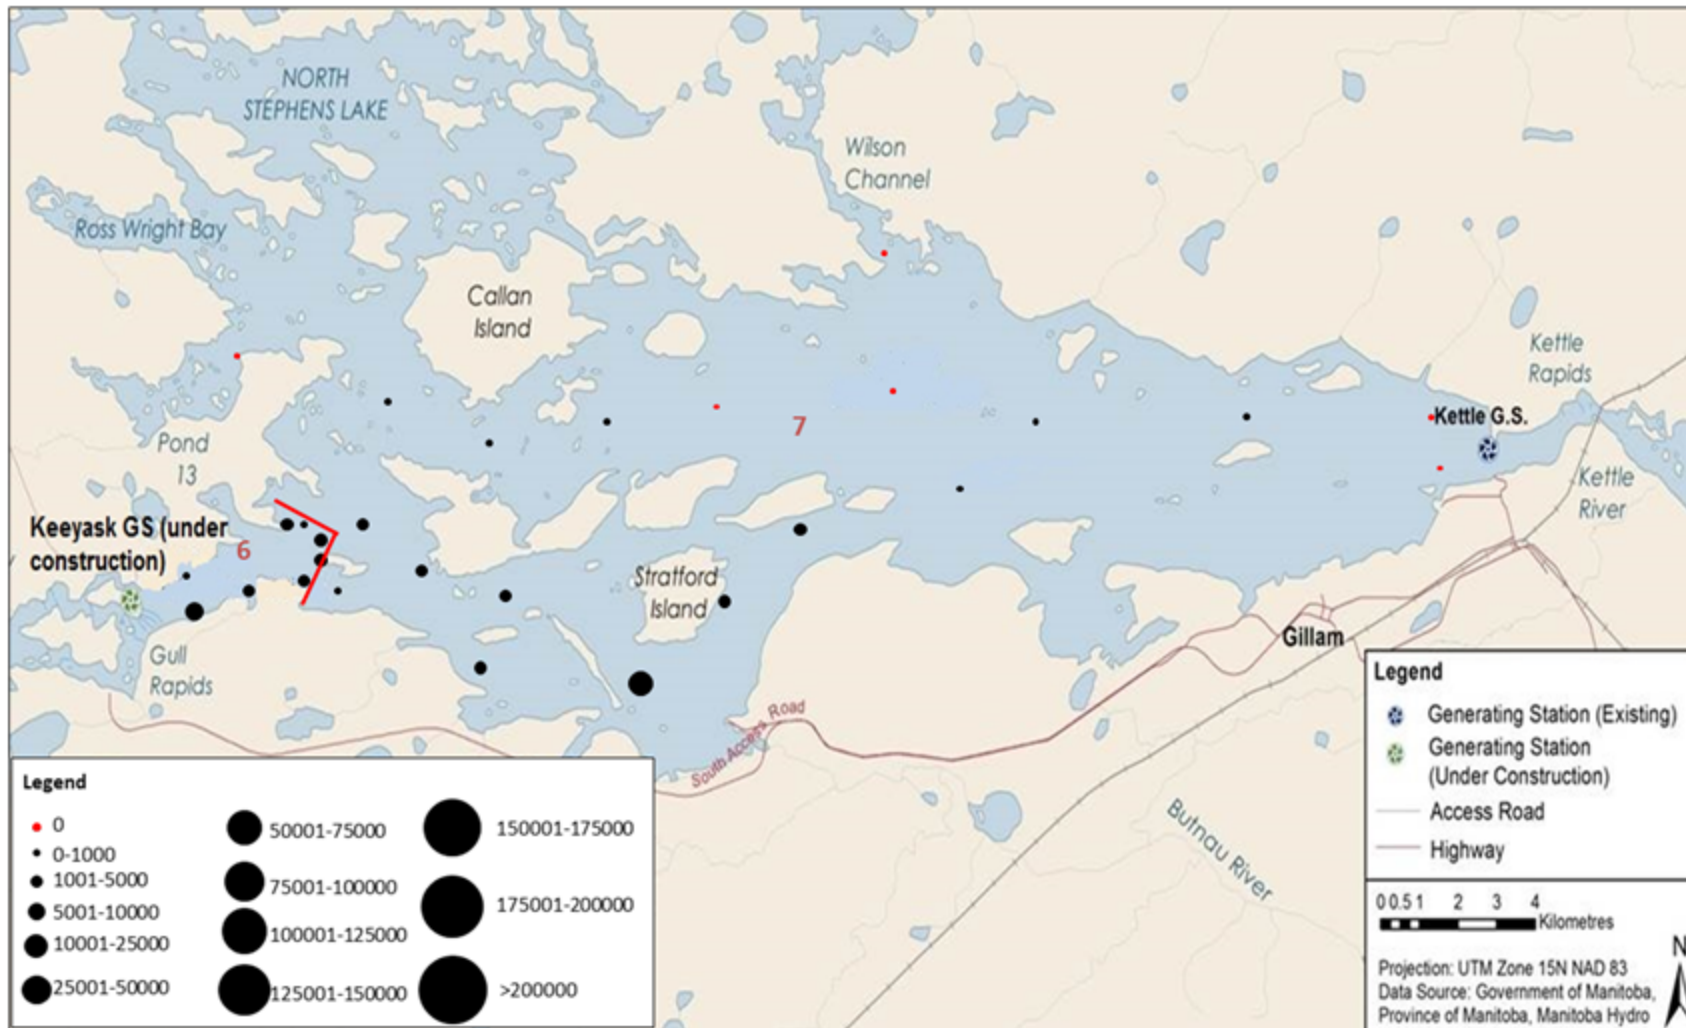 NORTH
STEPHENS LAKE
Wilson
Channel
Ross Wright Bay
Callan
Island
Kettle
Rapids
7
Kettle G.S.
Pond
13
Kettle
River
Keeyask GS (under
construction)
6
Stratford
Island
Gillam
Gull
Rapids
South Access Road
Butnau River
Legend
0
0-1000
1001-5000
5001-10000
10001-25000
25001-50000
50001-75000
75001-100000
100001-125000
125001-150000
150001-175000
175001-200000
>200000
Legend
Generating Station (Existing)
Generating Station
(Under Construction)
Access Road
Highway
0 0.5 1 2 3 4
Kilometres
N
Projection: UTM Zone 15N NAD 83
Data Source: Government of Manitoba,
Province of Manitoba, Manitoba Hydro